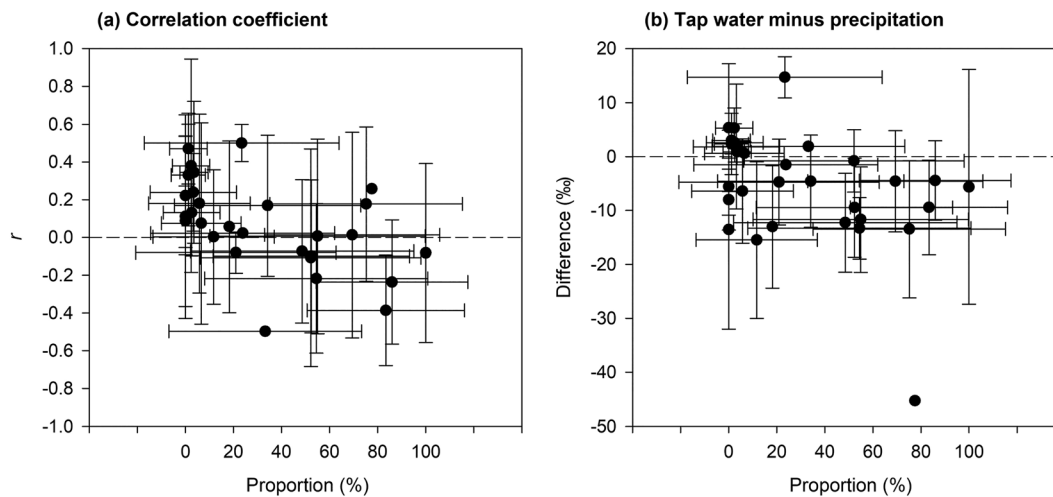 (a) Correlation coefficient
1.0
0.8
0.6
0.4
0.2
0.0
-0.2
-0.4
-0.6
-0.8
-1.0
r
0 20 40 60 80 100
Proportion (%)
(b) Tap water minus precipitation
20
10
0
-10
-20
-30
-40
-50
Difference (‰)
0 20 40 60 80 100
Proportion (%)